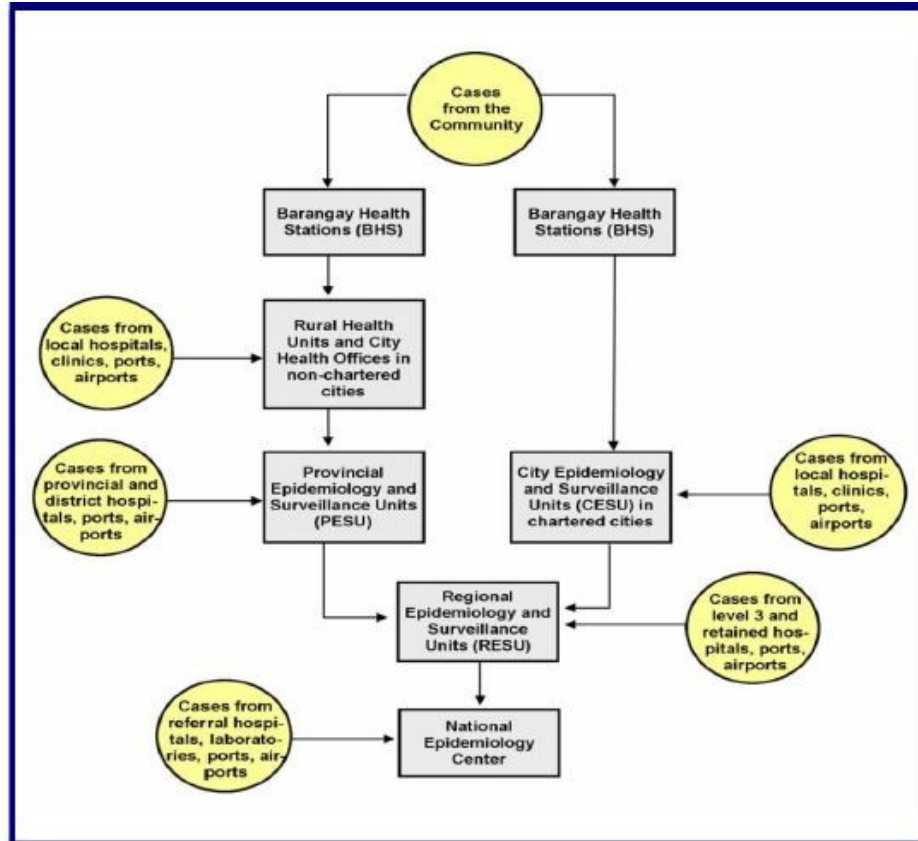 Cases
from the
Community
Barangay Health
Stations (BHS)
Barangay Health
Stations (BHS)
Cases from
local hospitals,
clinics, ports,
airports
Rural Health
Units and City
Health Offices in
non-chartered
cities
Cases from
provincial and
district hospi-
tals, ports, air-
ports
Provincial
Epidemiology and
Surveillance Units
(PESU)
City Epidemiology
and Surveillance
Units (CESU) in
chartered cities
Cases from
local hospi-
tals, clinics,
ports,
airports
Regional
Epidemiology and
Surveillance
Units (RESU)
Cases from
level 3 and
retained hos-
pitals, ports,
airports
Cases from
referral hospi-
tals, laborato-
ries, ports, air-
ports
National
Epidemiology
Center